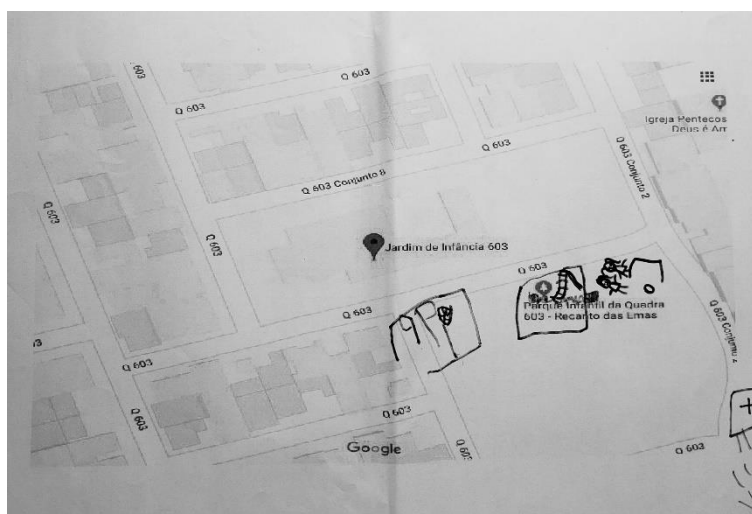 Q 603
Q 603
Q 603
Q 603
Igreja Pentecos
Deus é Am
Q 603 Conjunto 8
Q 603 Conjunto 2
Q 603
Q 603
Jardim de Infância 603
Q 603
Q 603
Parque Infantil da Quadra
603 - Recanto das Emas
Q 603 Conjunto 2
Q 603
Q 603
Q 603
Q 603
Q 603
Google